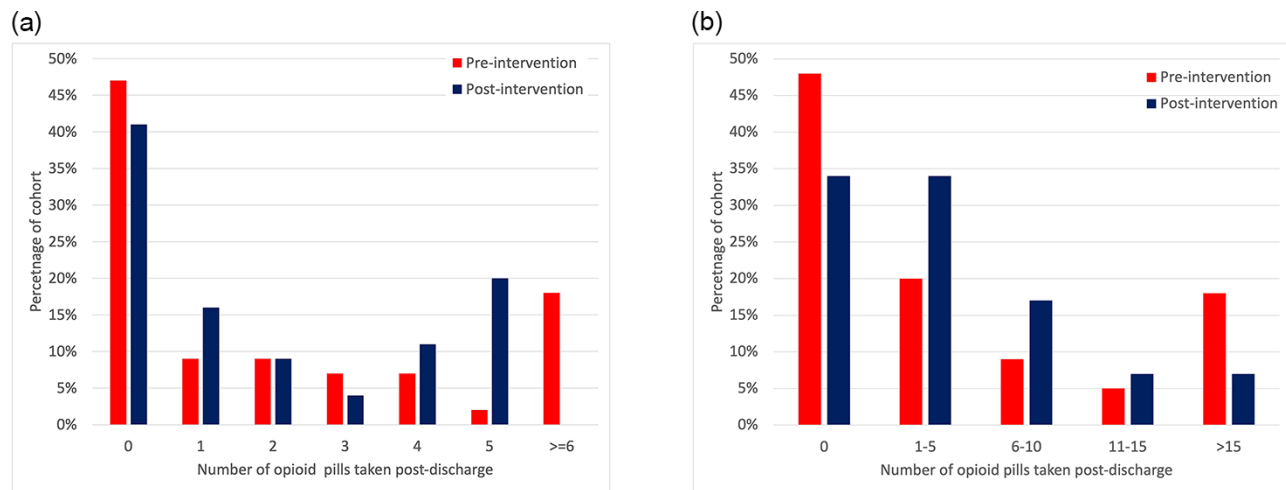 (a)
50%
45%
40%
35%
30%
25%
20%
15%
10%
5%
0%
Percetnage of cohort
Pre-intervention
Post-intervention
0 1 2 3 4 5 >=6
Number of opioid pills taken post-discharge
(b)
50%
45%
40%
35%
30%
25%
20%
15%
10%
5%
0%
Percetnage of cohort
Pre-intervention
Post-intervention
0 1-5 6-10 11-15 >15
Number of opioid pills taken post-discharge